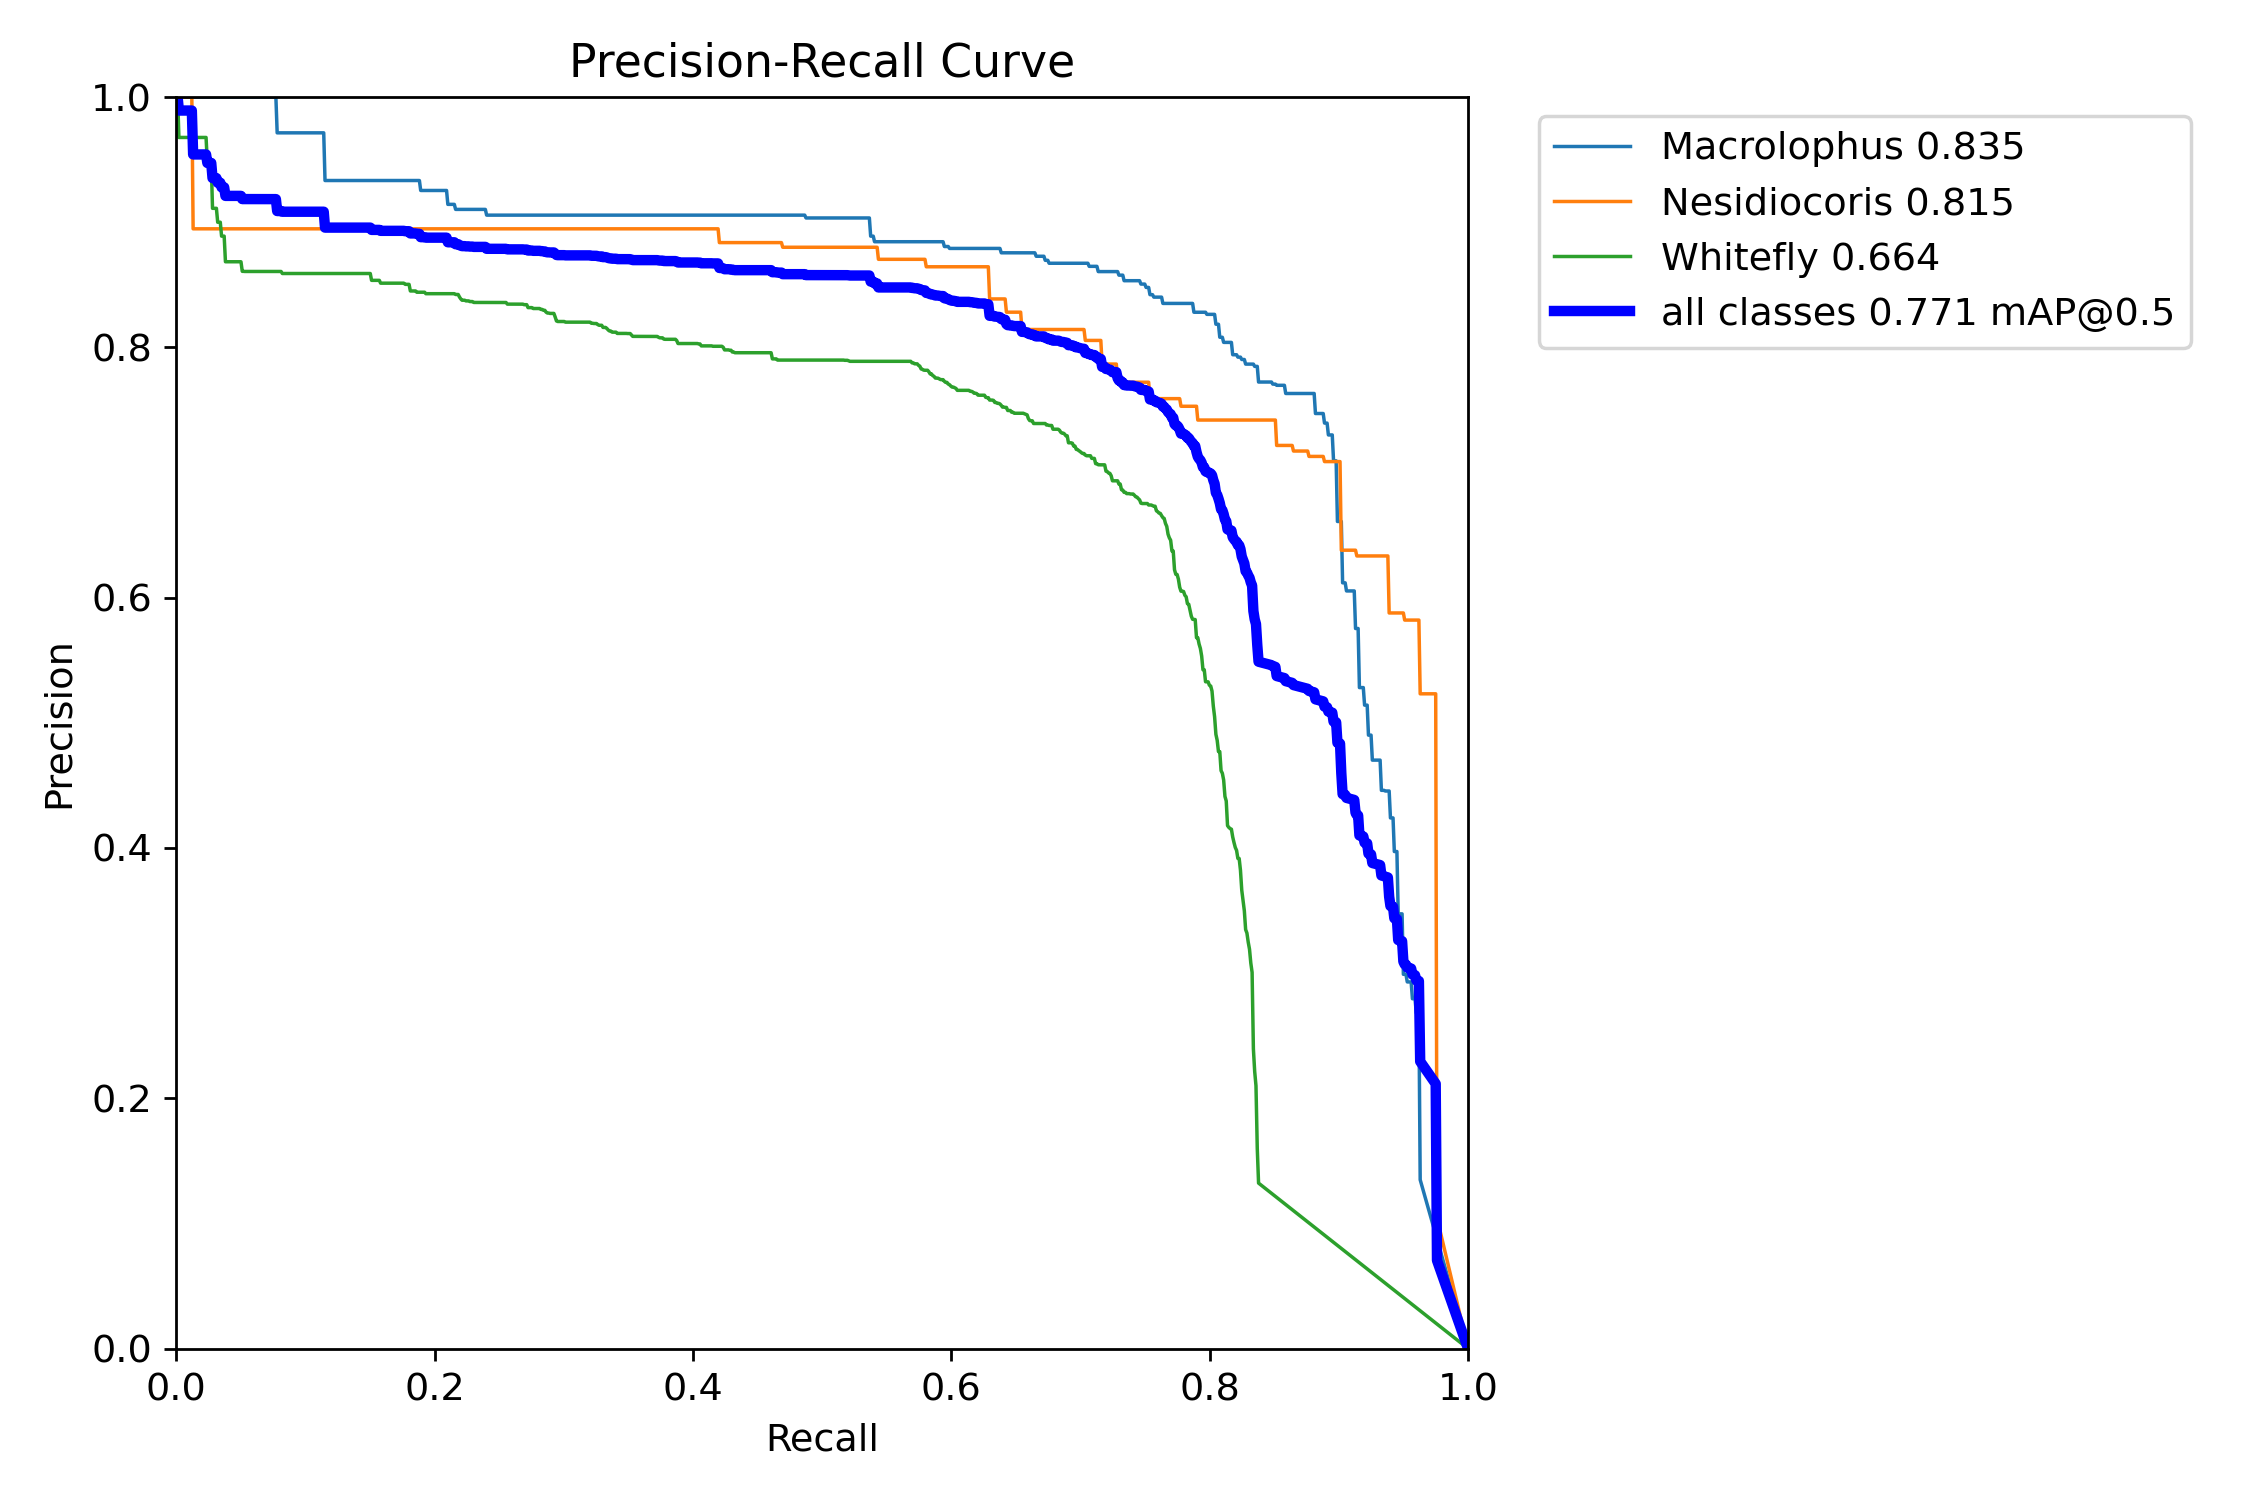 Precision-Recall Curve
1.0
0.8
0.6
0.4
0.2
0.0
Precision
0.0 0.2 0.4 0.6 0.8 1.0
Recall
Macrolophus 0.835
Nesidiocoris 0.815
Whitefly 0.664
all classes 0.771 mAP@0.5